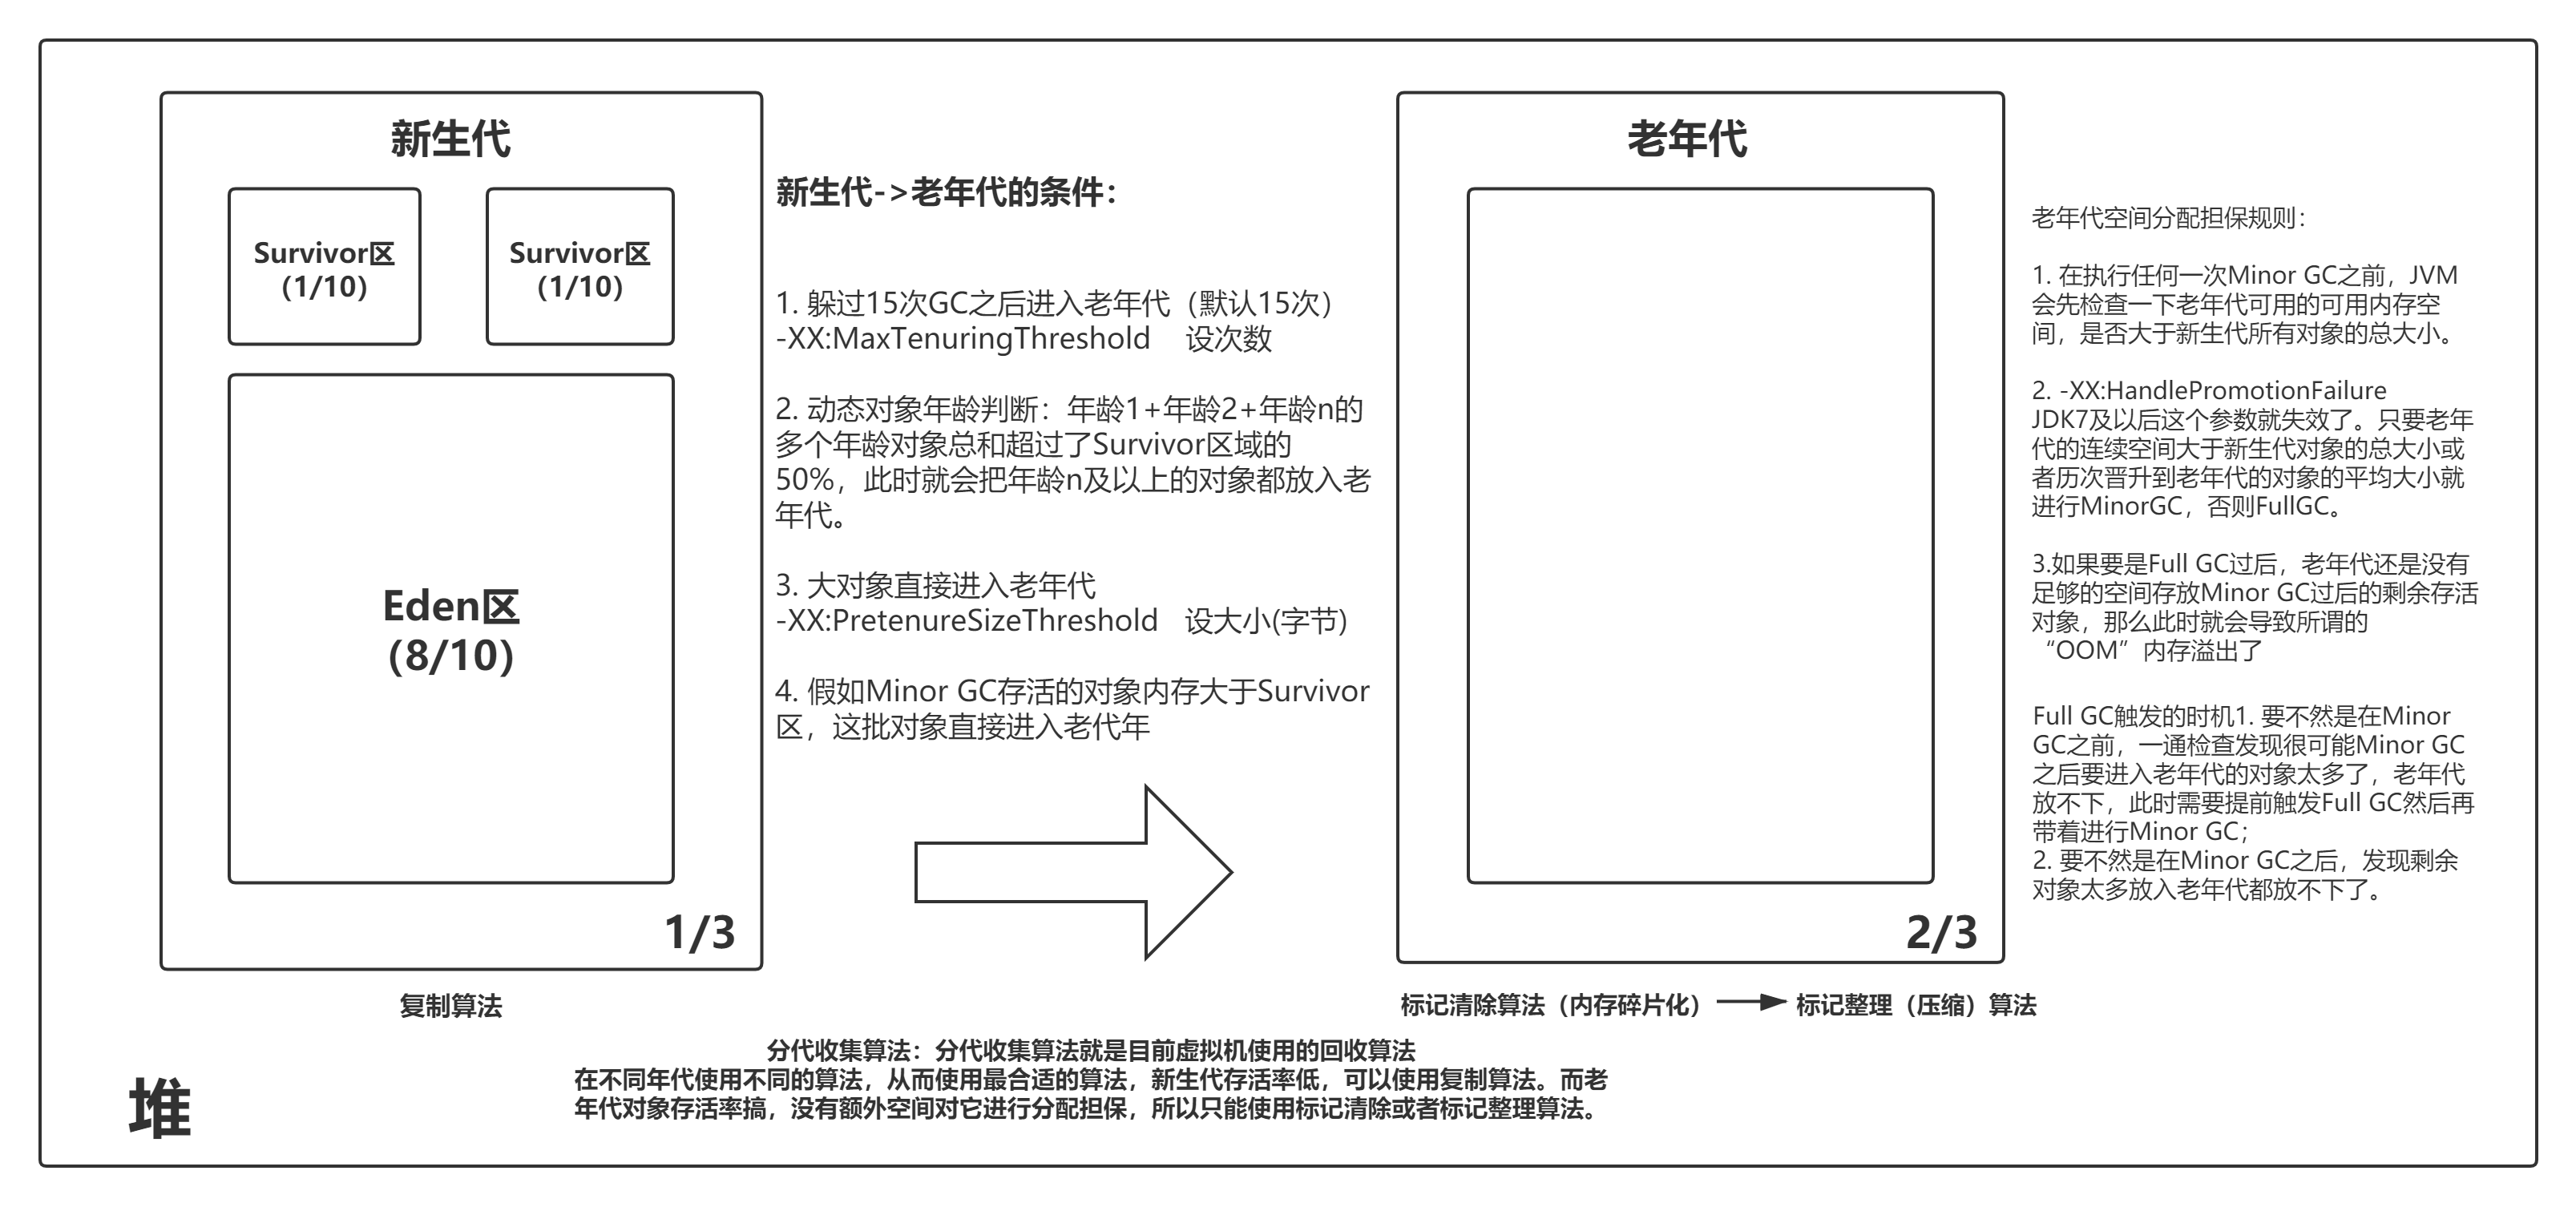 新生代
Survivor区
(1/10)
Survivor区
(1/10)
Eden区
(8/10)
1/3
复制算法
新生代->老年代的条件：
1. 躲过15次GC之后进入老年代（默认15次）
-XX:MaxTenuringThreshold 设次数
2. 动态对象年龄判断：年龄1+年龄2+年龄n的
多个年龄对象总和超过了Survivor区域的
50%，此时就会把年龄n及以上的对象都放入老
年代。
3. 大对象直接进入老年代
-XX:PretenureSizeThreshold 设大小(字节)
4. 假如Minor GC存活的对象内存大于Survivor
区，这批对象直接进入老代年
老年代
2/3
标记清除算法（内存碎片化） 标记整理（压缩）算法
老年代空间分配担保规则：
1. 在执行任何一次Minor GC之前，JVM
会先检查一下老年代可用的可用内存空
间，是否大于新生代所有对象的总大小。
2. -XX:HandlePromotionFailure
JDK7及以后这个参数就失效了。只要老年
代的连续空间大于新生代对象的总大小或
者历次晋升到老年代的对象的平均大小就
进行MinorGC，否则FullGC。
3.如果要是Full GC过后，老年代还是没有
足够的空间存放Minor GC过后的剩余存活
对象，那么此时就会导致所谓的
“OOM”内存溢出了
Full GC触发的时机1. 要不然是在Minor
GC之前，一通检查发现很可能Minor GC
之后要进入老年代的对象太多了，老年代
放不下，此时需要提前触发Full GC然后再
带着进行Minor GC；
2. 要不然是在Minor GC之后，发现剩余
对象太多放入老年代都放不下了。
分代收集算法：分代收集算法就是目前虚拟机使用的回收算法
在不同年代使用不同的算法，从而使用最合适的算法，新生代存活率低，可以使用复制算法。而老
年代对象存活率搞，没有额外空间对它进行分配担保，所以只能使用标记清除或者标记整理算法。
堆